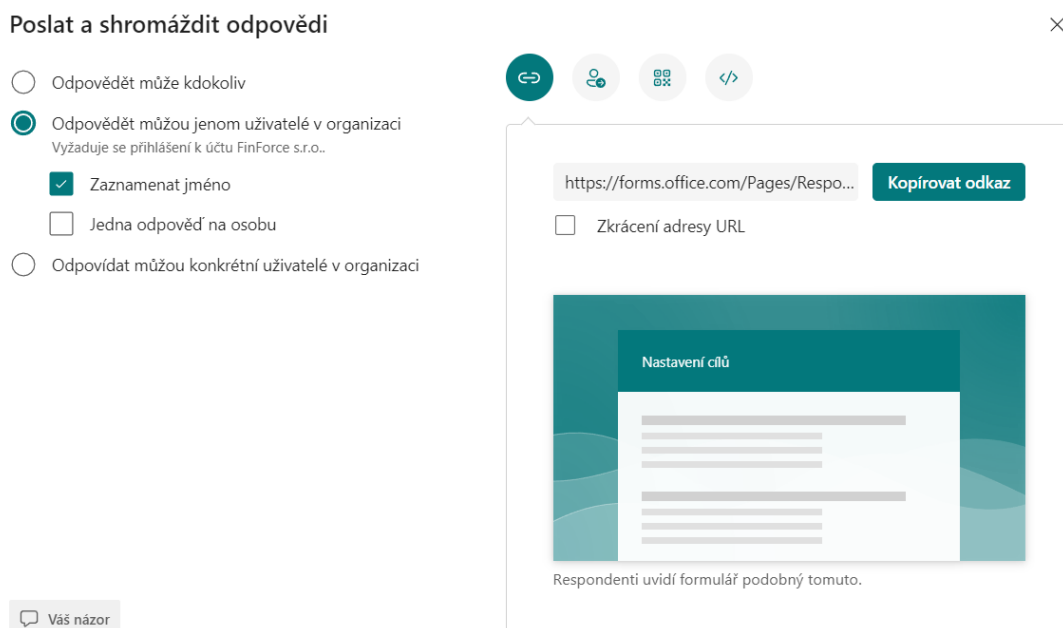 Poslat a shromáždit odpovědi
Odpovědět může kdokoliv
Odpovědět můžou jenom uživatelé v organizaci
Vyžaduje se přihlášení k účtu FinForce s.r.o..
Zaznamenat jméno
Jedna odpověď na osobu
Odpovídat můžou konkrétní uživatelé v organizaci
https://forms.office.com/Pages/Respo...
Kopírovat odkaz
Zkrácení adresy URL
Nastavení cílů
Respondenti uvidí formulář podobný tomuto.
Váš názor